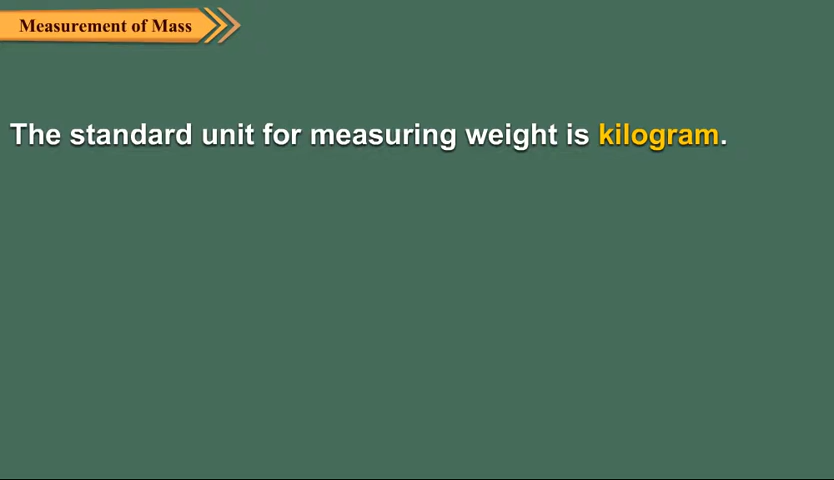 Measurement of Mass
The standard unit for measuring weight is kilogram.